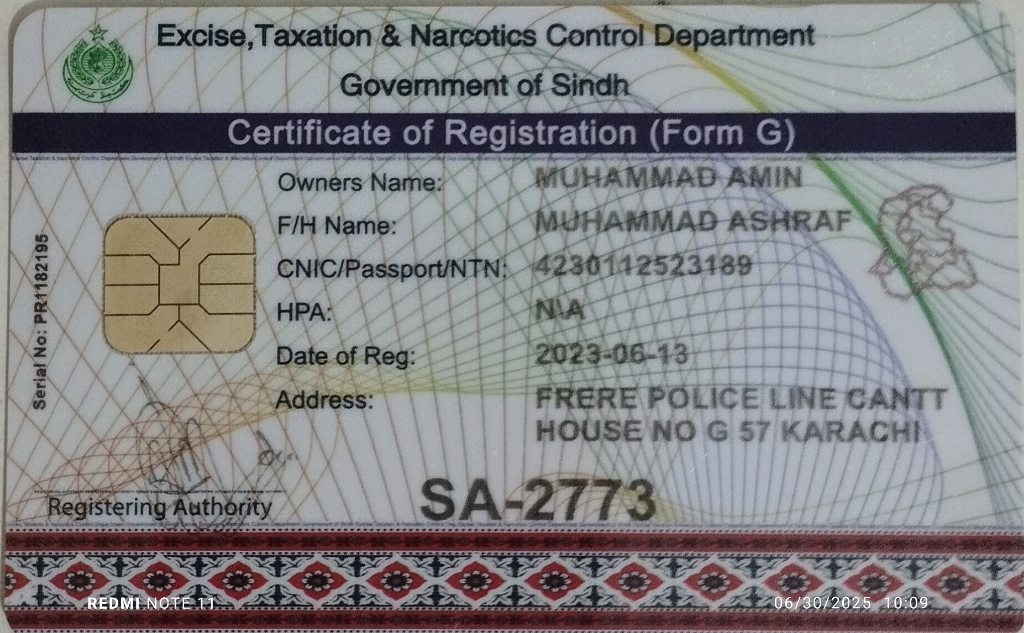 Excise,Taxation & Narcotics Control Department
Government of Sindh
Certificate of Registration (Form G)
Owners Name: MUHAMMAD AMIN
F/H Name: MUHAMMAD ASHRAF
CNIC/Passport/NTN: 4230112523189
HPA: N\A
Date of Reg: 2023-06-13
Address: FRERE POLICE LINE CANTT
HOUSE NO G 57 KARACHI
Serial No: PR1182195
Registering Authority
SA-2773
REDMI NOTE 11
06/30/2025 10:09